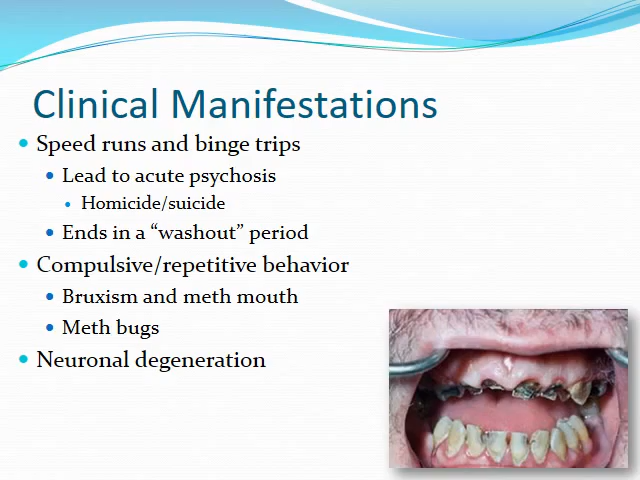 Clinical Manifestations
Speed runs and binge trips
Lead to acute psychosis
Homicide/suicide
Ends in a “washout” period
Compulsive/repetitive behavior
Bruxism and meth mouth
Meth bugs
Neuronal degeneration